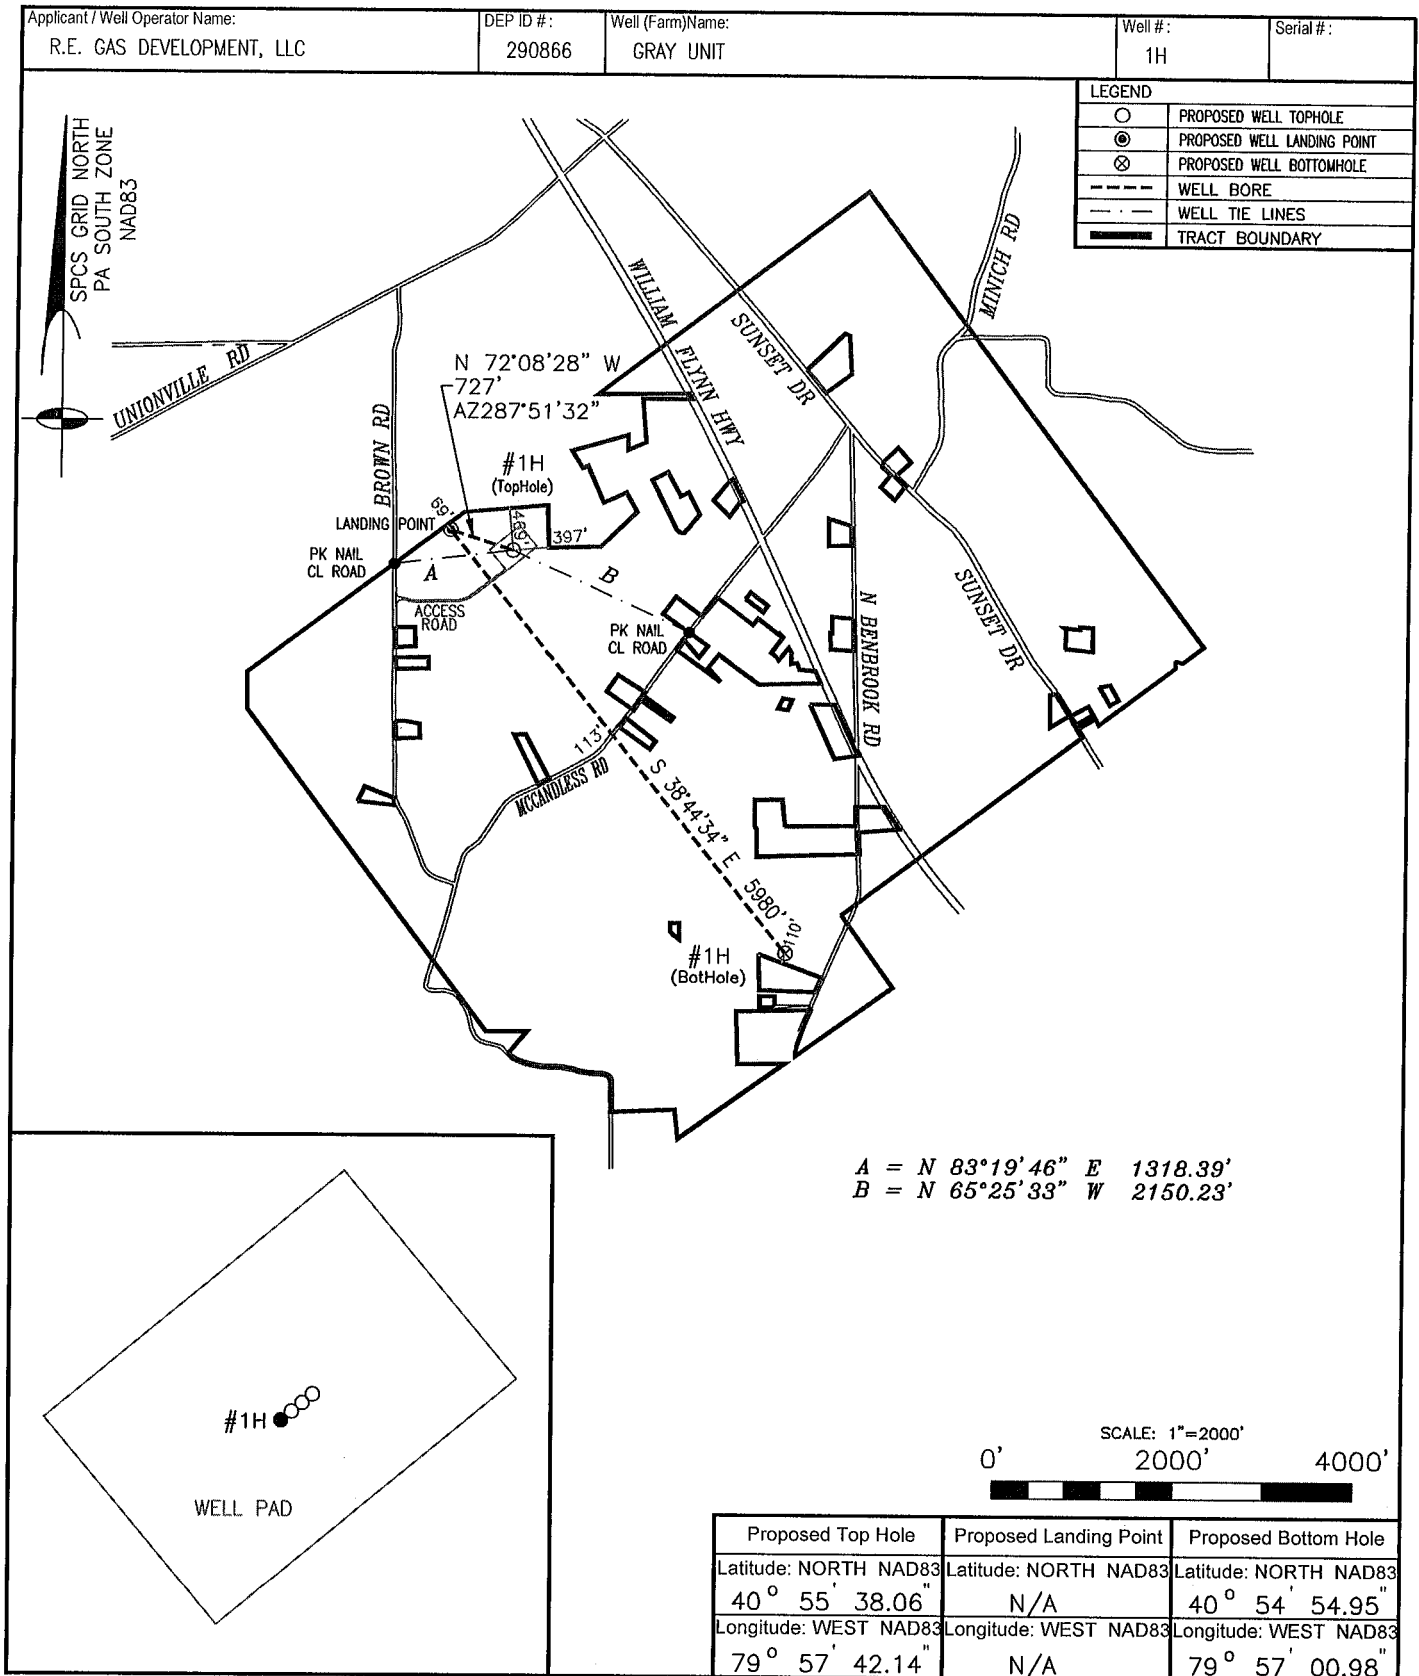 Applicant / Well Operator Name:
R.E. GAS DEVELOPMENT, LLC
DEP ID #:
290866
Well (Farm)Name:
GRAY UNIT
Well #:
1H
Serial #:
LEGEND
PROPOSED WELL TOPHOLE
PROPOSED WELL LANDING POINT
PROPOSED WELL BOTTOMHOLE
WELL BORE
WELL TIE LINES
TRACT BOUNDARY
SPCS GRID NORTH
PA SOUTH ZONE
NAD83
UNIONVILLE RD
BROWN RD
WILLIAM FLYNN HWY
SUNSET DR
MINICH RD
N 72°08'28" W
727'
AZ287°51'32"
#1H
(TopHole)
69'
LANDING POINT
469'
397'
PK NAIL
CL ROAD
A
B
ACCESS
ROAD
PK NAIL
CL ROAD
N BENBROOK RD
SUNSET DR
113'
MCCANDLESS RD
S 38°44'34" E 5980'
110'
#1H
(BotHole)
A = N 83°19'46" E 1318.39'
B = N 65°25'33" W 2150.23'
#1H
WELL PAD
SCALE: 1"=2000'
0' 2000' 4000'
Proposed Top Hole
Latitude: NORTH NAD83
40° 55' 38.06"
Longitude: WEST NAD83
79° 57' 42.14"
Proposed Landing Point
Latitude: NORTH NAD83
N/A
Longitude: WEST NAD83
N/A
Proposed Bottom Hole
Latitude: NORTH NAD83
40° 54' 54.95"
Longitude: WEST NAD83
79° 57' 00.98"